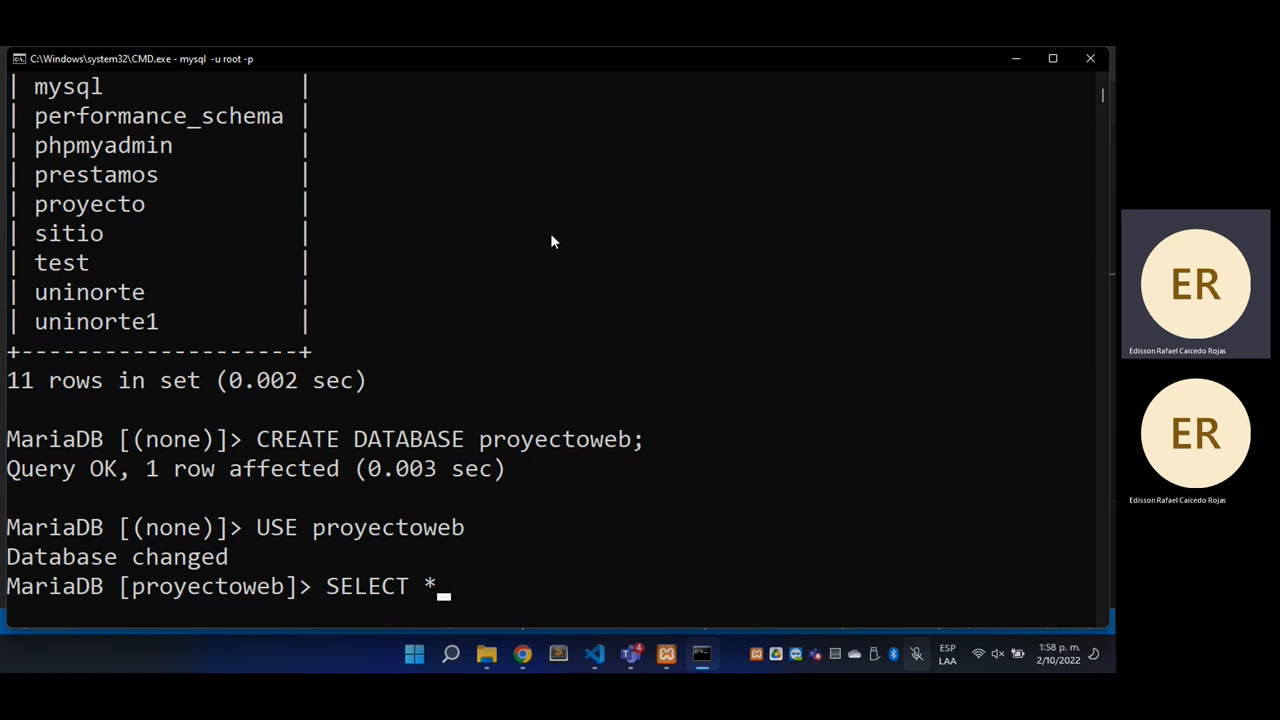 C:\Windows\system32\CMD.exe - mysql -u root -p
| mysql |
| performance_schema |
| phpmyadmin |
| prestamos |
| proyecto |
| sitio |
| test |
| uninorte |
| uninorte1 |
+--------------------+
11 rows in set (0.002 sec)
MariaDB [(none)]> CREATE DATABASE proyectoweb;
Query OK, 1 row affected (0.003 sec)
MariaDB [(none)]> USE proyectoweb
Database changed
MariaDB [proyectoweb]> SELECT *
ER
Edisson Rafael Caicedo Rojas
ER
Edisson Rafael Caicedo Rojas
4
ESP
LAA
1:58 p. m.
2/10/2022